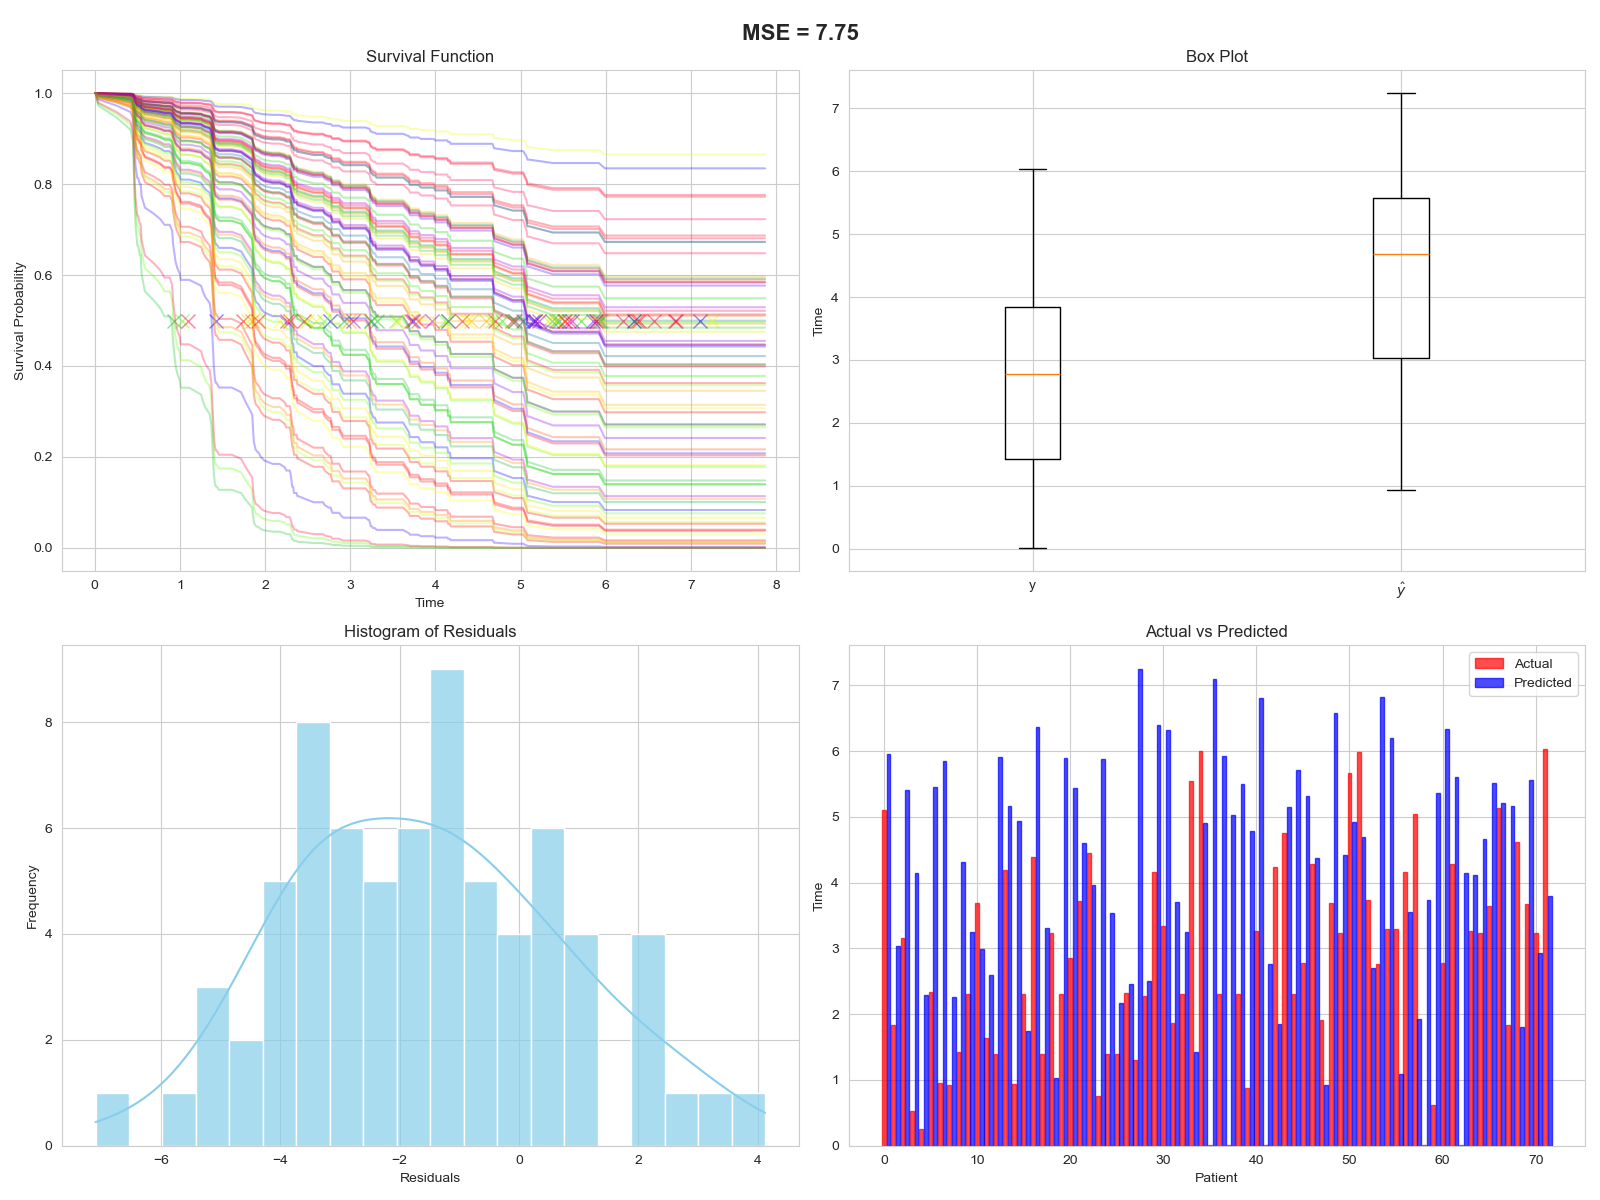 MSE = 7.75
Survival Function
Survival Probability
1.0
0.8
0.6
0.4
0.2
0.0
0 1 2 3 4 5 6 7 8
Time
Box Plot
Time
7
6
5
4
3
2
1
0
y ŷ
Histogram of Residuals
Frequency
8
6
4
2
0
−6 −4 −2 0 2 4
Residuals
Actual vs Predicted
Actual
Predicted
Time
7
6
5
4
3
2
1
0
0 10 20 30 40 50 60 70
Patient